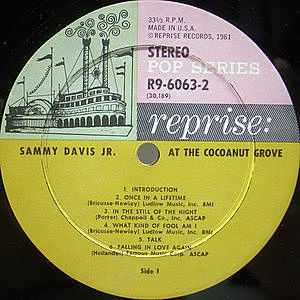 33⅓ R.P.M.
MADE IN U.S.A.
© REPRISE RECORDS, 1961
STEREO
POP SERIES
R9-6063-2
(30,189)
reprise:
SAMMY DAVIS JR. AT THE COCOANUT GROVE
1. INTRODUCTION
2. ONCE IN A LIFETIME
(Bricusse-Newley) Ludlow Music, Inc. BMI
3. IN THE STILL OF THE NIGHT
(Porter) Chappell & Co., Inc. ASCAP
4. WHAT KIND OF FOOL AM I
(Bricusse-Newley) Ludlow Music, Inc. BMI
5. TALK
6. FALLING IN LOVE AGAIN
(Hollander) Famous Music Corp. ASCAP
Side 1